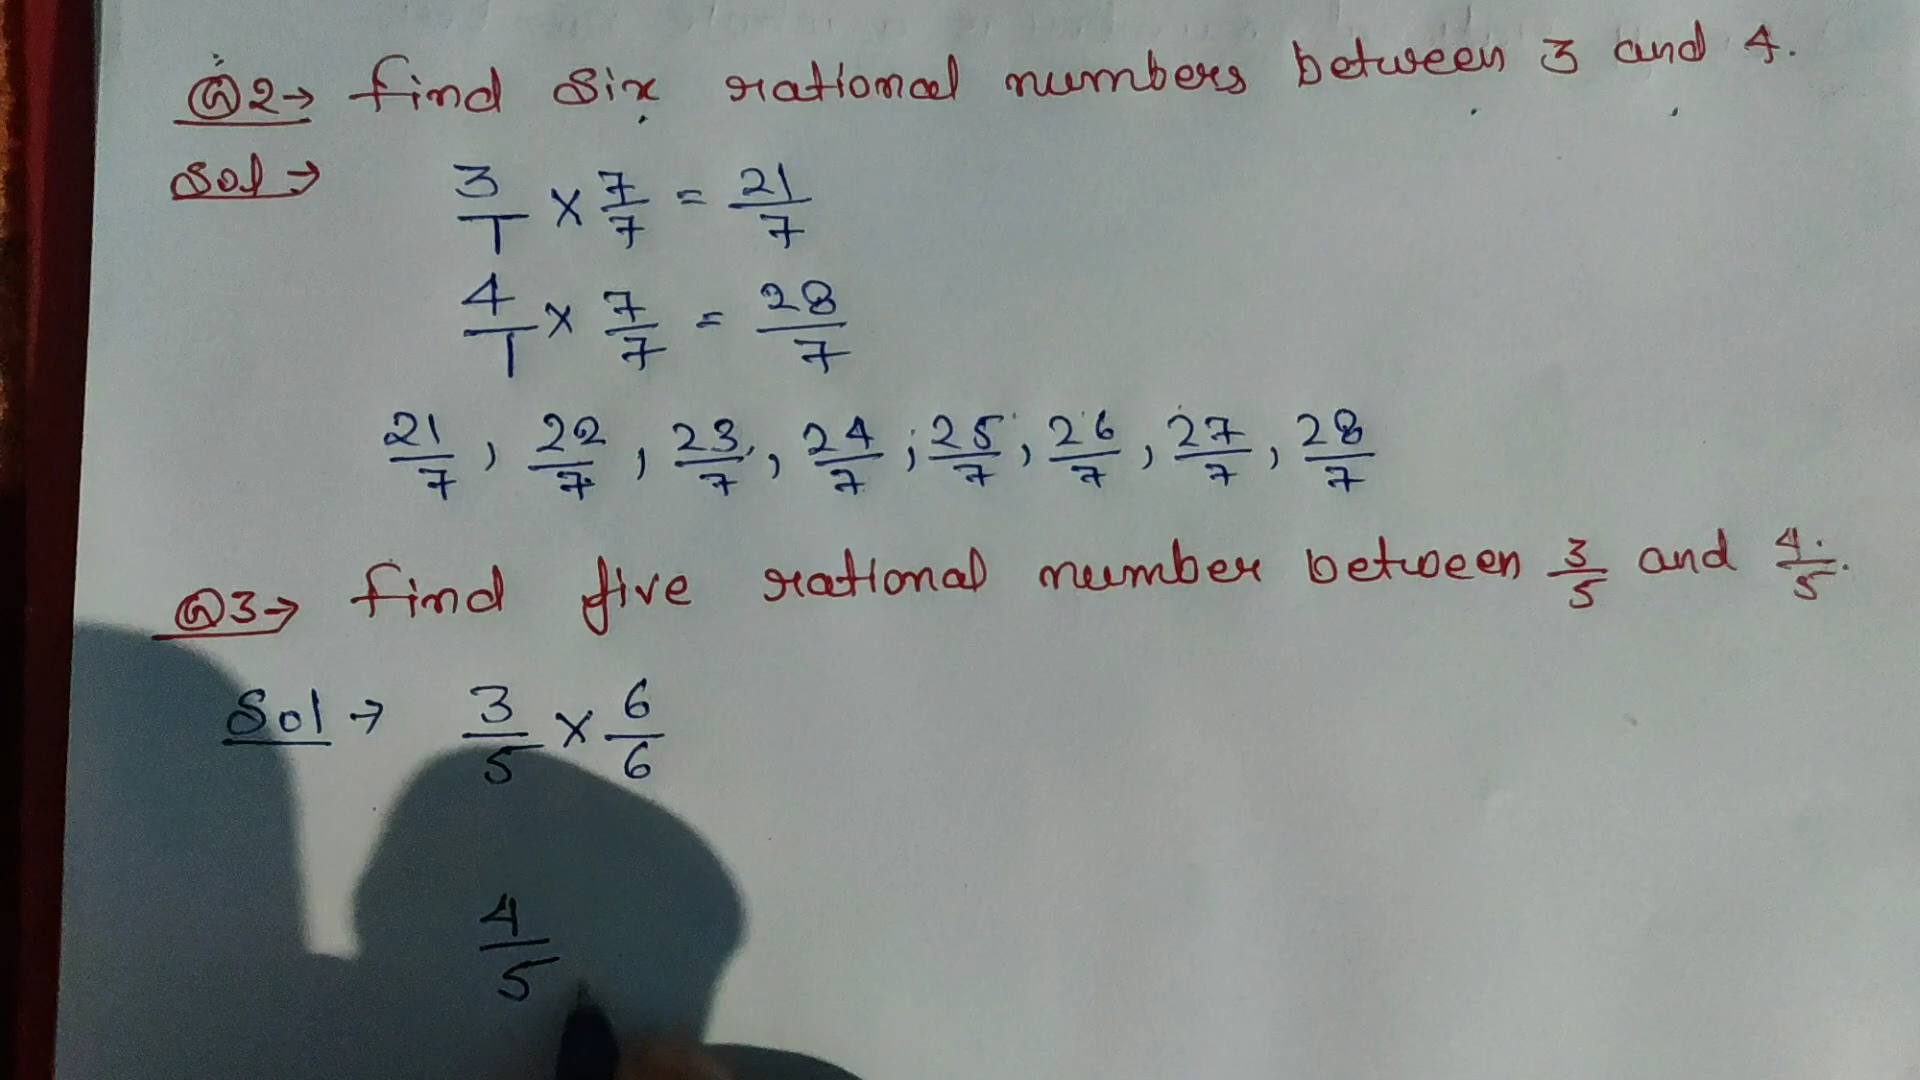 Q2→ find six rational numbers between 3 and 4.
Sol→ 3/1 × 7/7 = 21/7
4/1 × 7/7 = 28/7
21/7, 22/7, 23/7, 24/7, 25/7, 26/7, 27/7, 28/7
Q3→ find five rational number between 3/5 and 4/5.
Sol→ 3/5 × 6/6
4/5